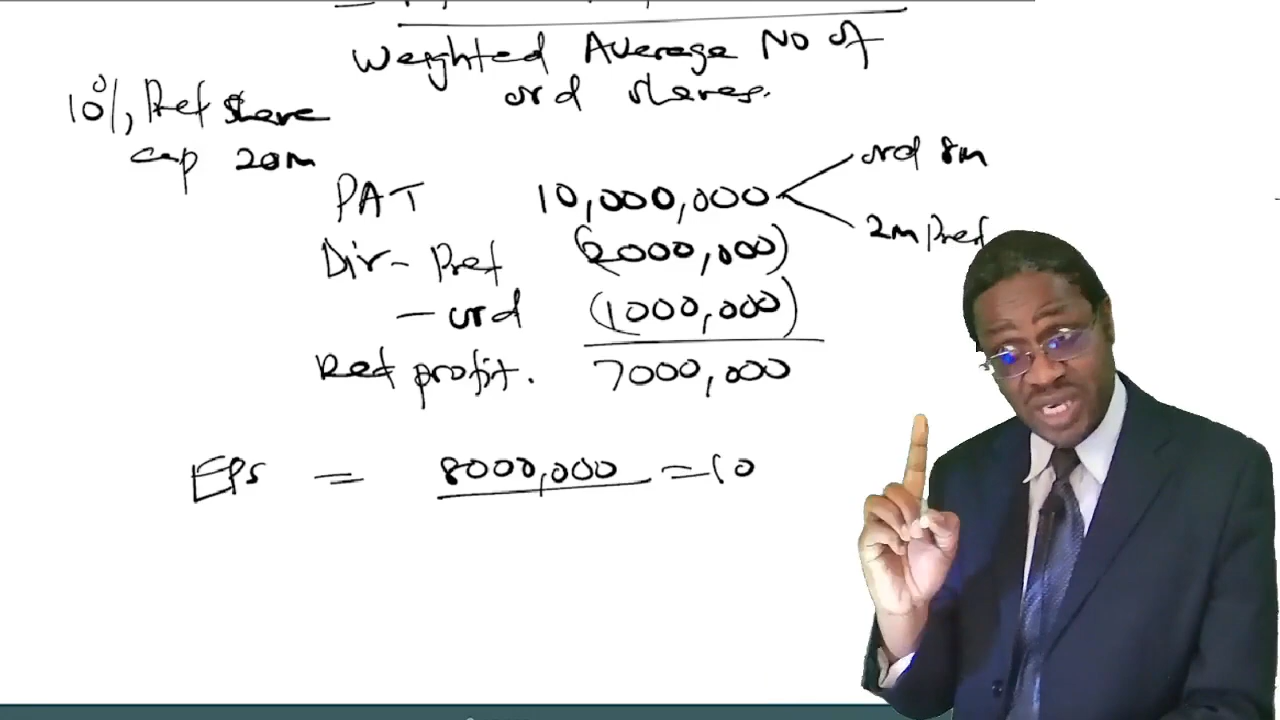 Weighted Average No of
ord shares.
10%, Pref share
cap 20m
ord 8m
PAT 10,000,000
2m Pref
Div - Pref (2000,000)
- ord (1000,000)
Ret profit. 7000,000
EPS = 8000,000 = 10